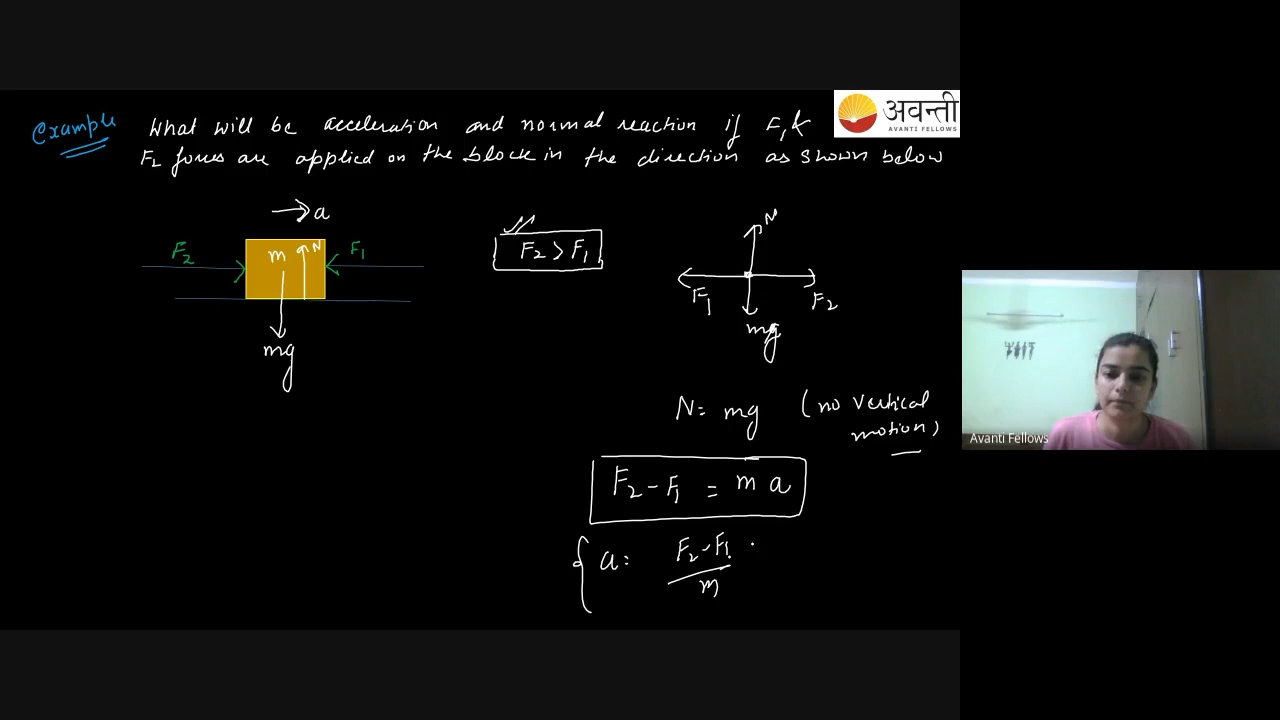 Example What will be acceleration and normal reaction if F1 &
F2 forces are applied on the block in the direction as shown below
अवन्ती
AVANTI FELLOWS
→ a
F2 m N F1
mg
F2 > F1
N
F1 F2
mg
N = mg (no vertical
motion)
F2 - F1 = m a
a = F2 - F1
m
Avanti Fellows